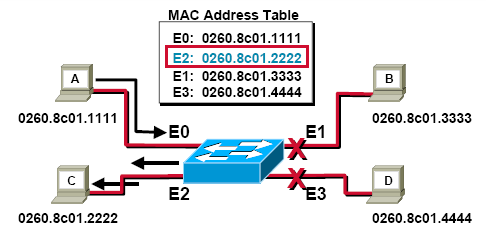 MAC Address Table
E0: 0260.8c01.1111
E2: 0260.8c01.2222
E1: 0260.8c01.3333
E3: 0260.8c01.4444
A
B
0260.8c01.1111
E0
E1
0260.8c01.3333
C
E2
E3
D
0260.8c01.2222
0260.8c01.4444